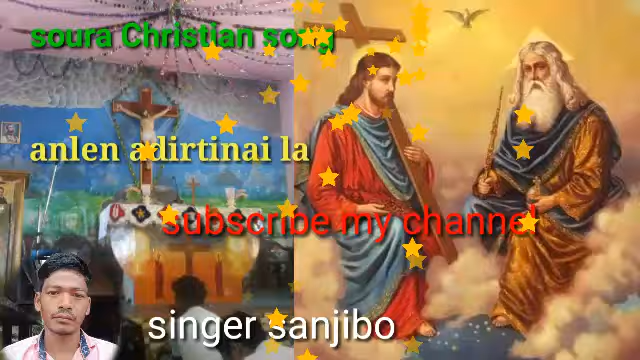 soura Christian song
anlen adirtinai la
subscribe my channel
singer sanjibo